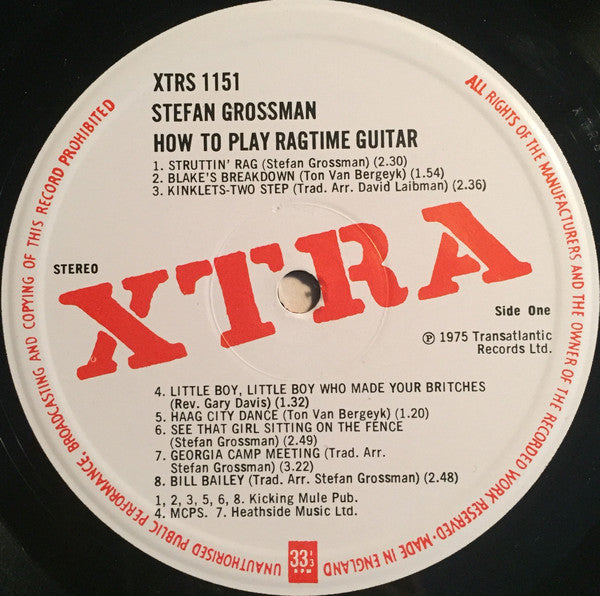 XTRS 1151
STEFAN GROSSMAN
HOW TO PLAY RAGTIME GUITAR
1. STRUTTIN' RAG (Stefan Grossman) (2.30)
2. BLAKE'S BREAKDOWN (Ton Van Bergeyk) (1.54)
3. KINKLETS-TWO STEP (Trad. Arr. David Laibman) (2.36)
STEREO
XTRA
Side One
℗ 1975 Transatlantic
Records Ltd.
4. LITTLE BOY, LITTLE BOY WHO MADE YOUR BRITCHES
(Rev. Gary Davis) (1.32)
5. HAAG CITY DANCE (Ton Van Bergeyk) (1.20)
6. SEE THAT GIRL SITTING ON THE FENCE
(Stefan Grossman) (2.49)
7. GEORGIA CAMP MEETING (Trad. Arr.
Stefan Grossman) (3.22)
8. BILL BAILEY (Trad. Arr. Stefan Grossman) (2.48)
1, 2, 3, 5, 6, 8. Kicking Mule Pub.
4. MCPS. 7. Heathside Music Ltd.
33 1/3
RPM
ALL RIGHTS OF THE MANUFACTURERS AND THE OWNER OF THE RECORDED WORK RESERVED·MADE IN ENGLAND
UNAUTHORISED PUBLIC PERFORMANCE, BROADCASTING AND COPYING OF THIS RECORD PROHIBITED